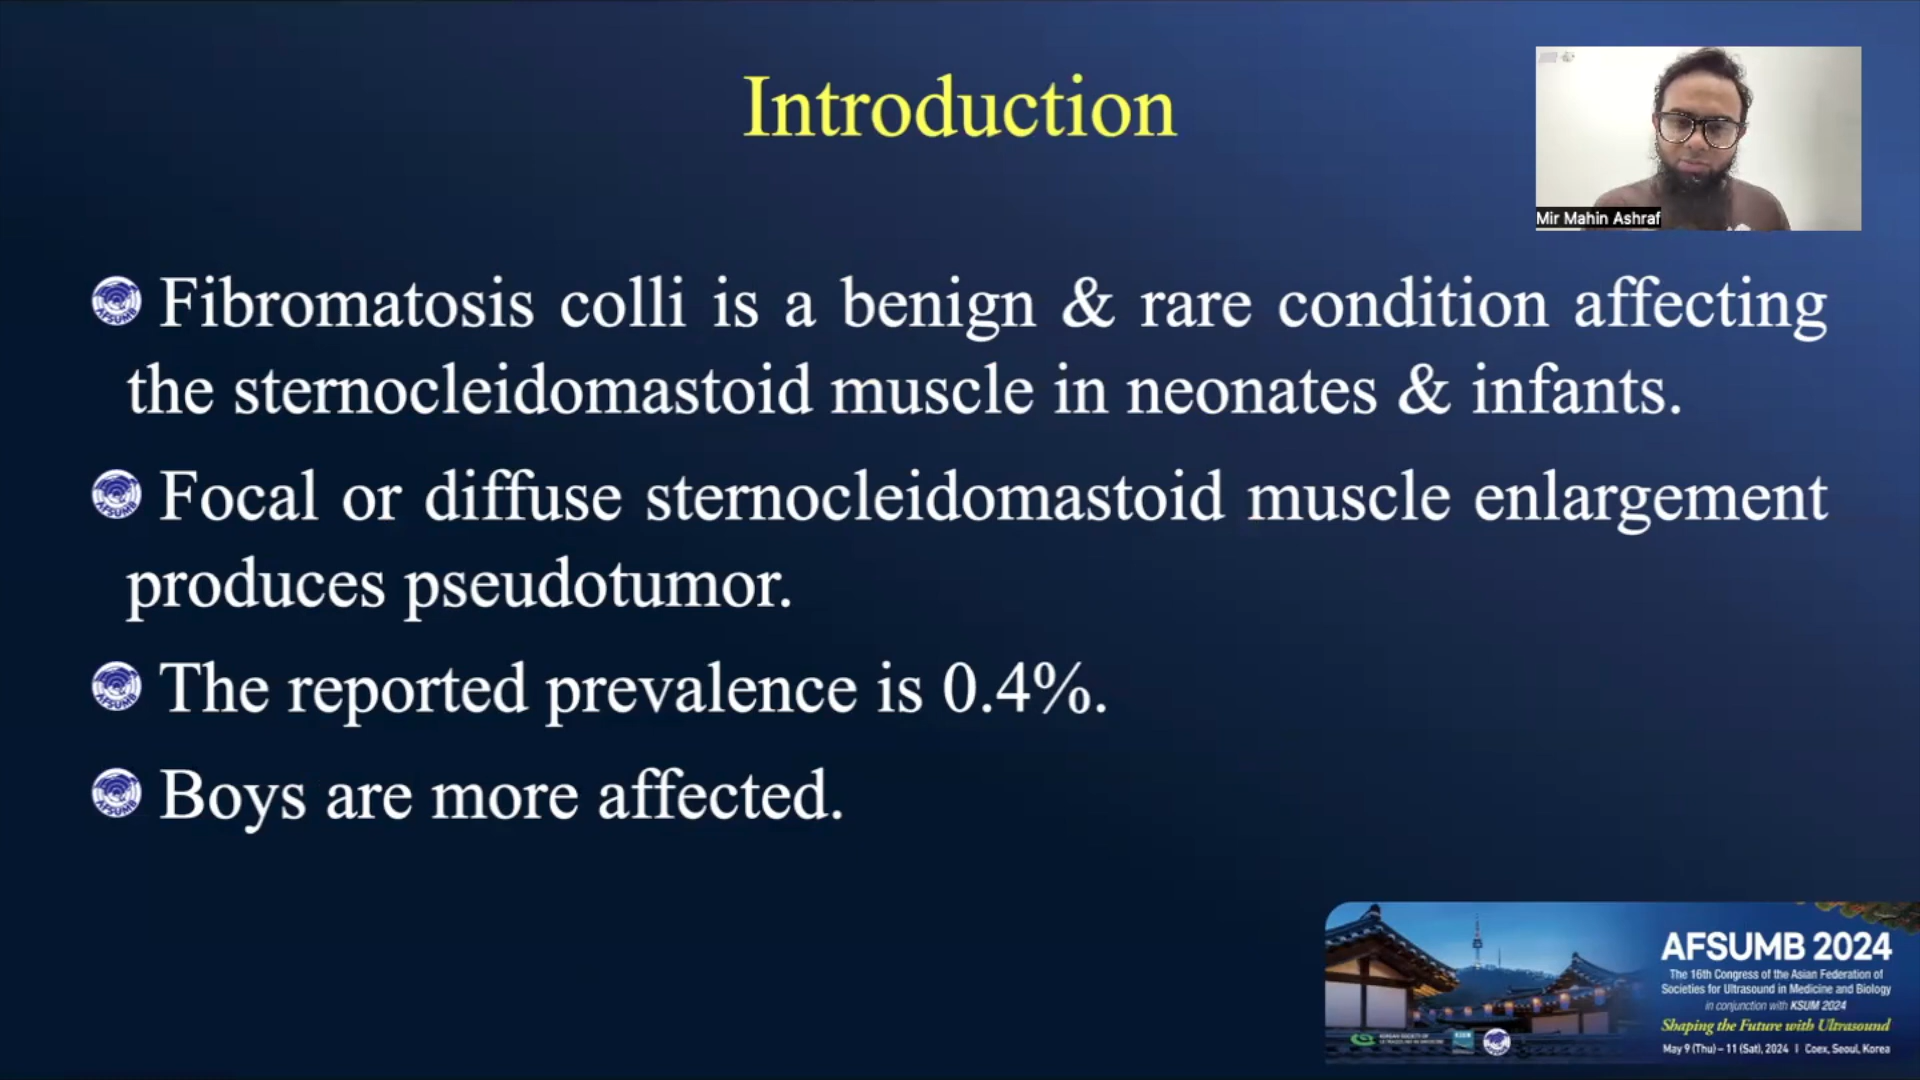 Introduction
Mir Mahin Ashraf
Fibromatosis colli is a benign & rare condition affecting
the sternocleidomastoid muscle in neonates & infants.
Focal or diffuse sternocleidomastoid muscle enlargement
produces pseudotumor.
The reported prevalence is 0.4%.
Boys are more affected.
AFSUMB 2024
The 16th Congress of the Asian Federation of
Societies for Ultrasound in Medicine and Biology
in conjunction with KSUM 2024
Shaping the Future with Ultrasound
May 9 (Thu) – 11 (Sat), 2024 | Coex, Seoul, Korea